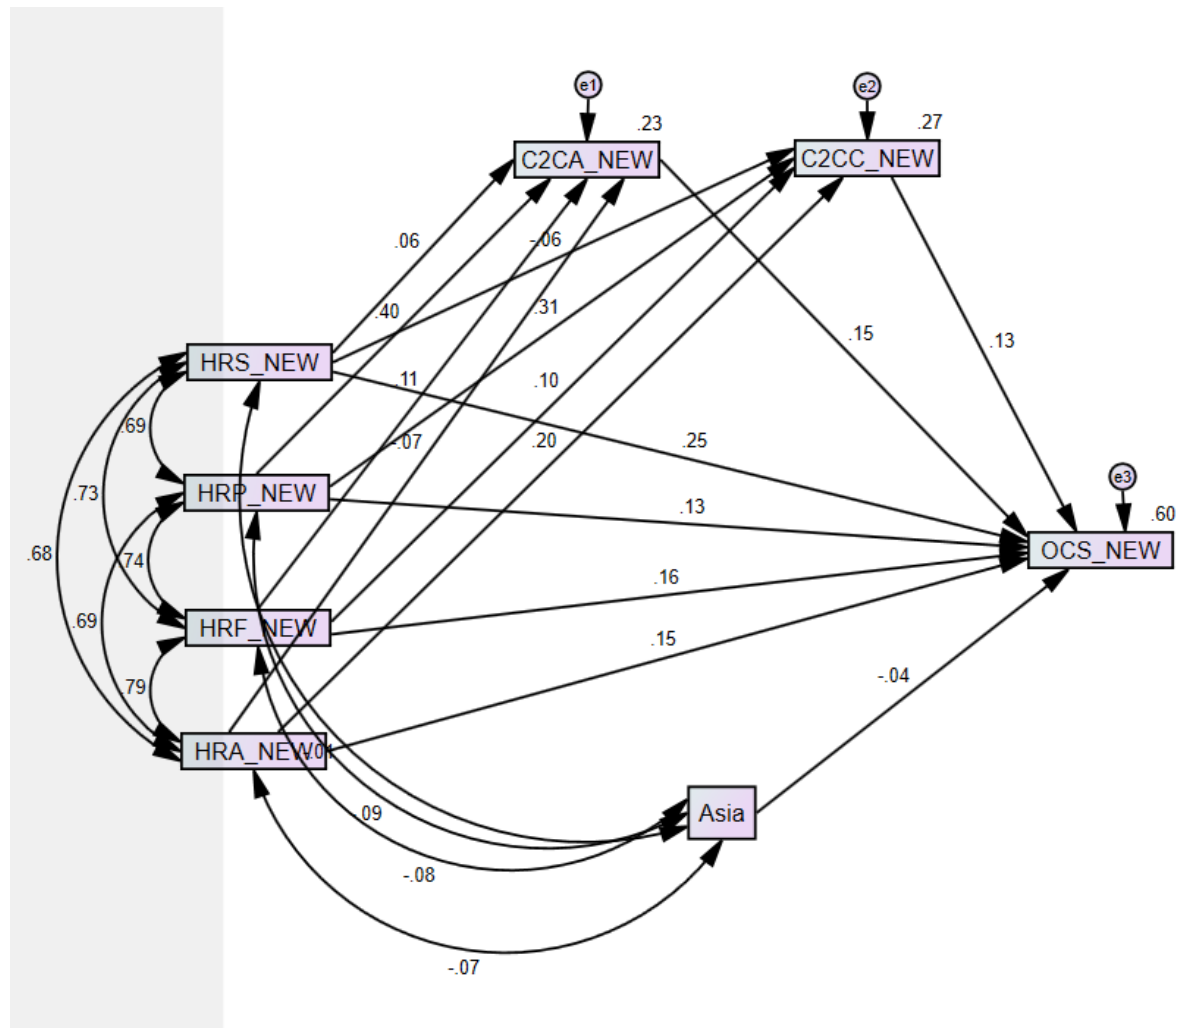 e1
e2
.23
.27
C2CA_NEW
C2CC_NEW
.06
-.06
.40
.31
.15
.13
HRS_NEW
.11
.10
.69
-.07
.20
.25
e3
.73
HRP_NEW
.13
.60
.68
.74
OCS_NEW
.16
.69
HRF_NEW
.15
.79
-.04
HRA_NEW
Asia
-.08
-.07